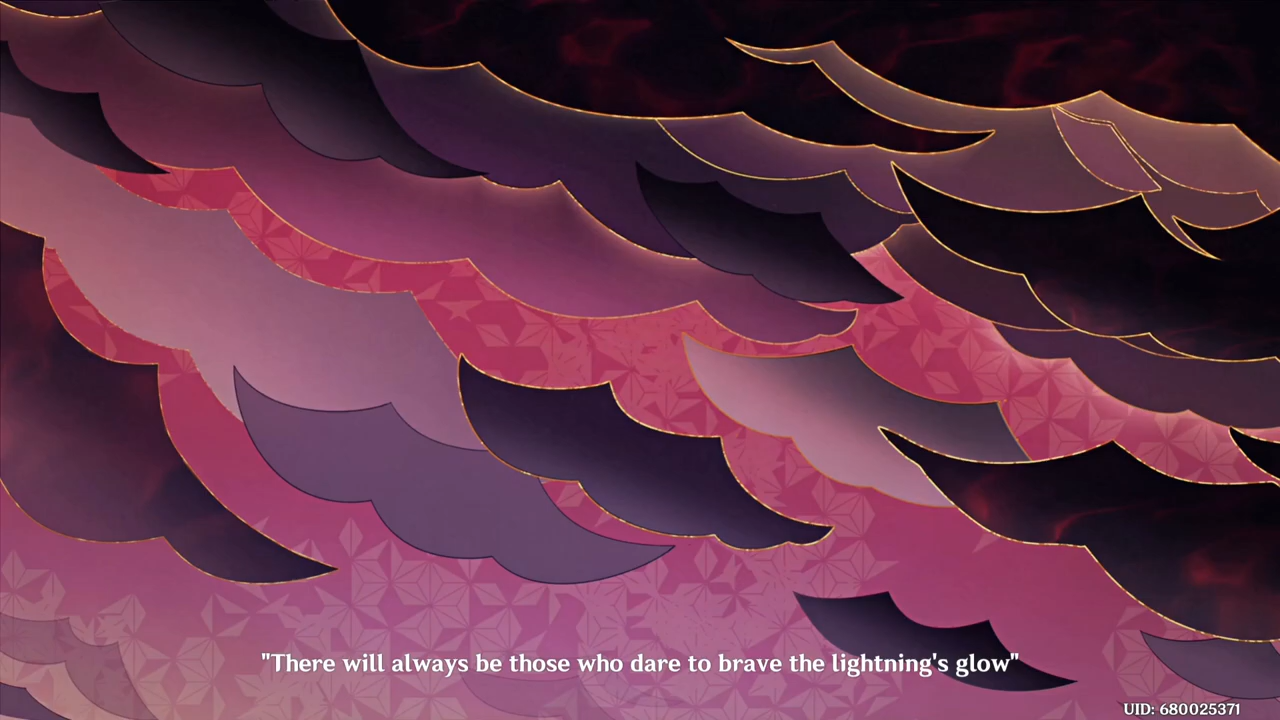 "There will always be those who dare to brave the lightning's glow"
UID: 680025371